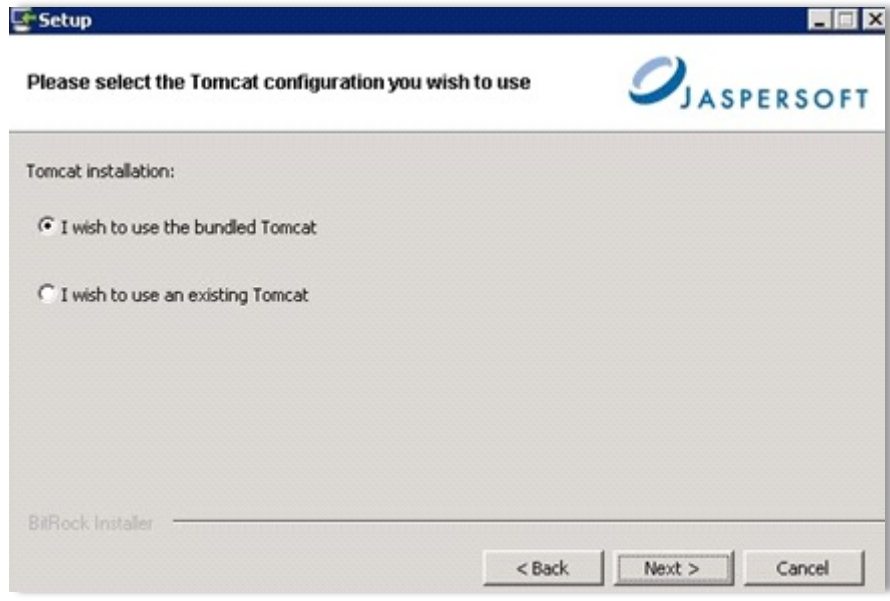 Setup
Please select the Tomcat configuration you wish to use
JASPERSOFT
Tomcat installation:
I wish to use the bundled Tomcat
I wish to use an existing Tomcat
BitRock Installer
< Back Next > Cancel